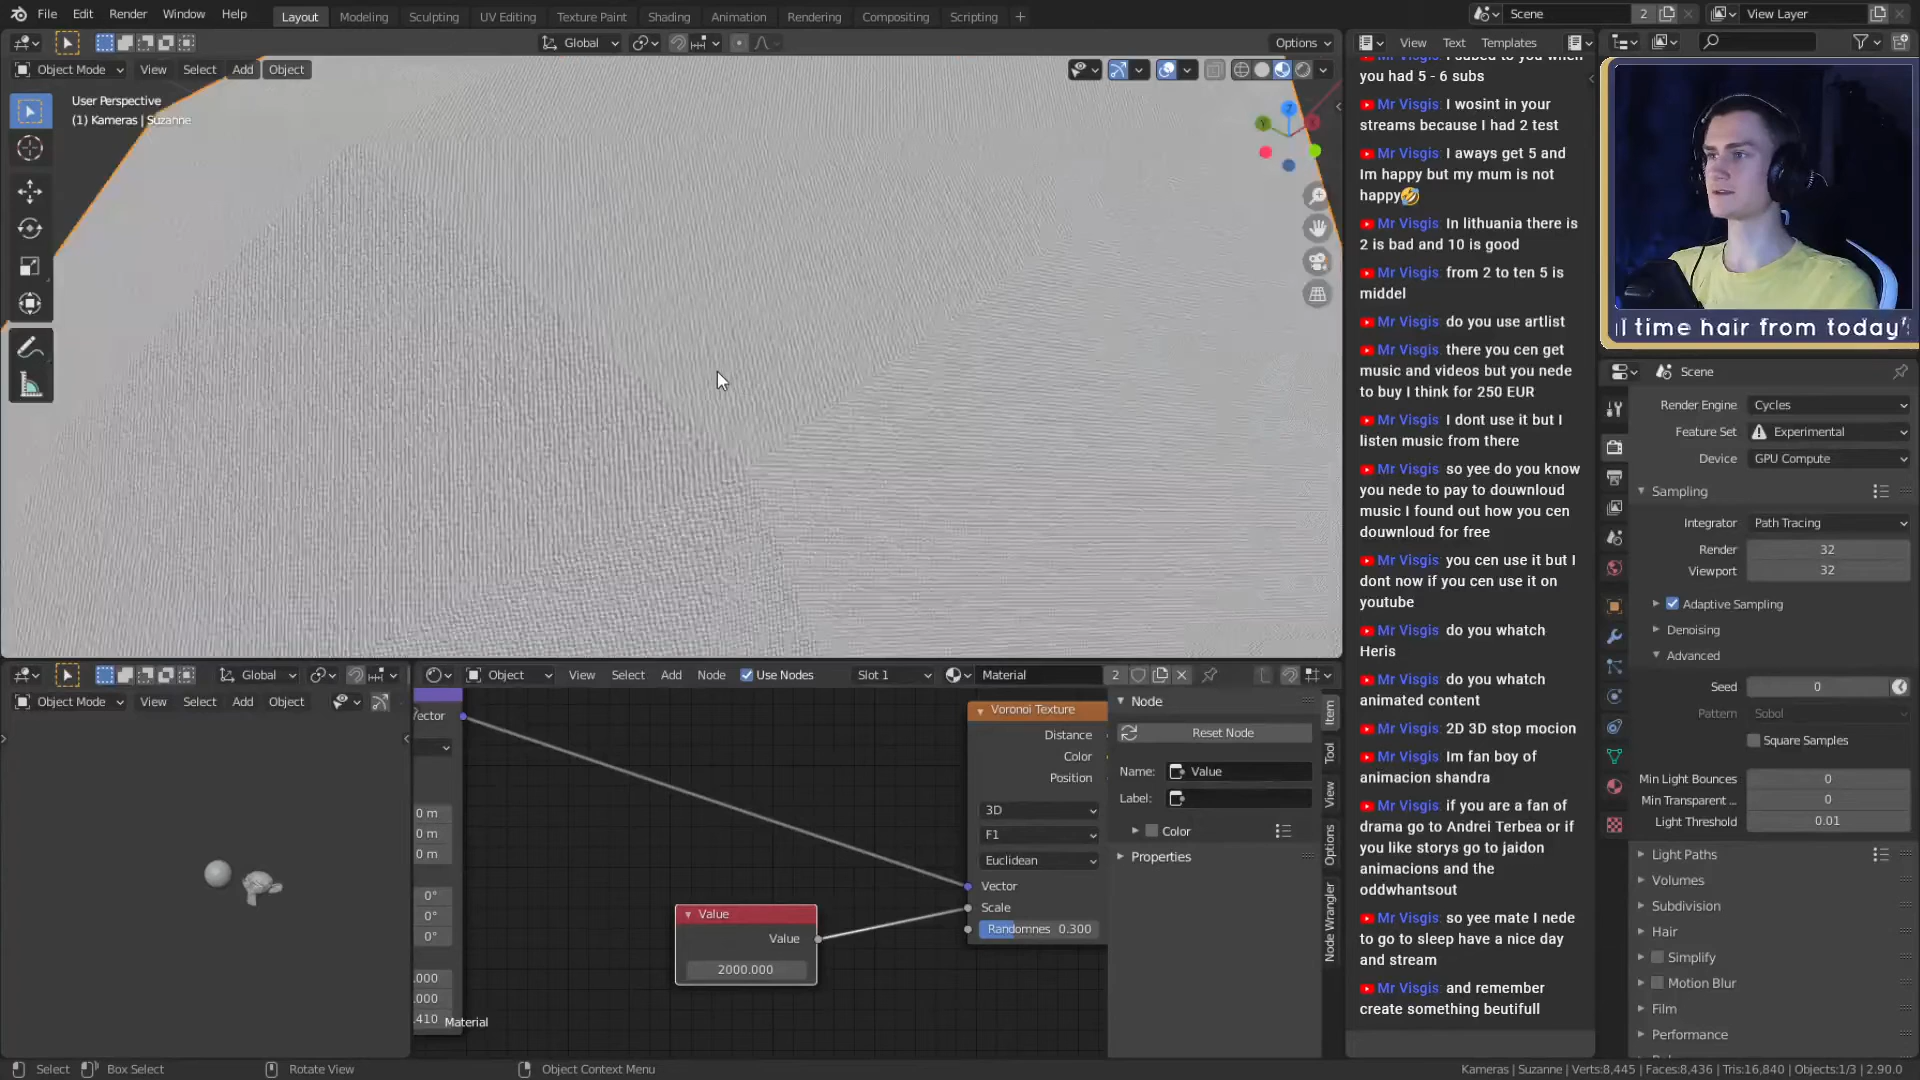 File Edit Render Window Help Layout Modeling Sculpting UV Editing Texture Paint Shading Animation Rendering Compositing Scripting + Scene 2 View Layer
Global Options View Text Templates
Object Mode View Select Add Object
User Perspective
(1) Kameras | Suzanne
you had 5 - 6 subs
Mr Visgis I wosint in your
streams because I had 2 test
Mr Visgis I aways get 5 and
Im happy but my mum is not
happy🤣
Mr Visgis In lithuania there is
2 is bad and 10 is good
Mr Visgis from 2 to ten 5 is
middel
Mr Visgis do you use artlist
Mr Visgis there you cen get
music and videos but you nede
to buy I think for 250 EUR
Mr Visgis I dont use it but I
listen music from there
Mr Visgis so yee do you know
you nede to pay to douwnloud
music I found out how you cen
douwnloud for free
Mr Visgis you cen use it but I
dont now if you cen use it on
youtube
Mr Visgis do you whatch
Heris
Mr Visgis do you whatch
animated content
Mr Visgis 2D 3D stop mocion
Mr Visgis Im fan boy of
animacion shandra
Mr Visgis if you are a fan of
drama go to Andrei Terbea or if
you like storys go to jaidon
animacions and the
oddwhantsout
Mr Visgis so yee mate I nede
to go to sleep have a nice day
and stream
Mr Visgis and remember
create something beutifull
l time hair from today'
Scene
Render Engine Cycles
Feature Set Experimental
Device GPU Compute
Sampling
Integrator Path Tracing
Render 32
Viewport 32
Adaptive Sampling
Denoising
Advanced
Seed 0
Pattern Sobol
Square Samples
Min Light Bounces 0
Min Transparent ... 0
Light Threshold 0.01
Light Paths
Volumes
Subdivision
Hair
Simplify
Motion Blur
Film
Performance
Global Object View Select Add Node Use Nodes Slot 1 Material 2
Object Mode View Select Add Object
Vector
0 m
0 m
0 m
0°
0°
0°
.000
.000
.410
Material
Value
Value
2000.000
Voronoi Texture
Distance
Color
Position
3D
F1
Euclidean
Vector
Scale
Randomnes 0.300
Node
Reset Node
Name: Value
Label:
Color
Properties
Item
Tool
View
Options
Node Wrangler
Select Box Select Rotate View Object Context Menu Kameras | Suzanne | Verts:8,445 | Faces:8,436 | Tris:16,840 | Objects:1/3 | 2.90.0